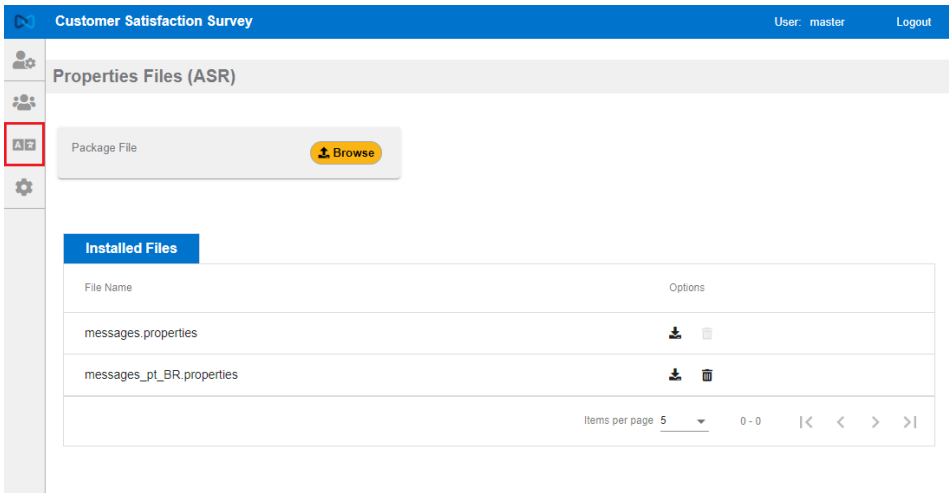 Customer Satisfaction Survey User: master Logout
Properties Files (ASR)
Package File Browse
Installed Files
File Name Options
messages.properties
messages_pt_BR.properties
Items per page 5 0 - 0